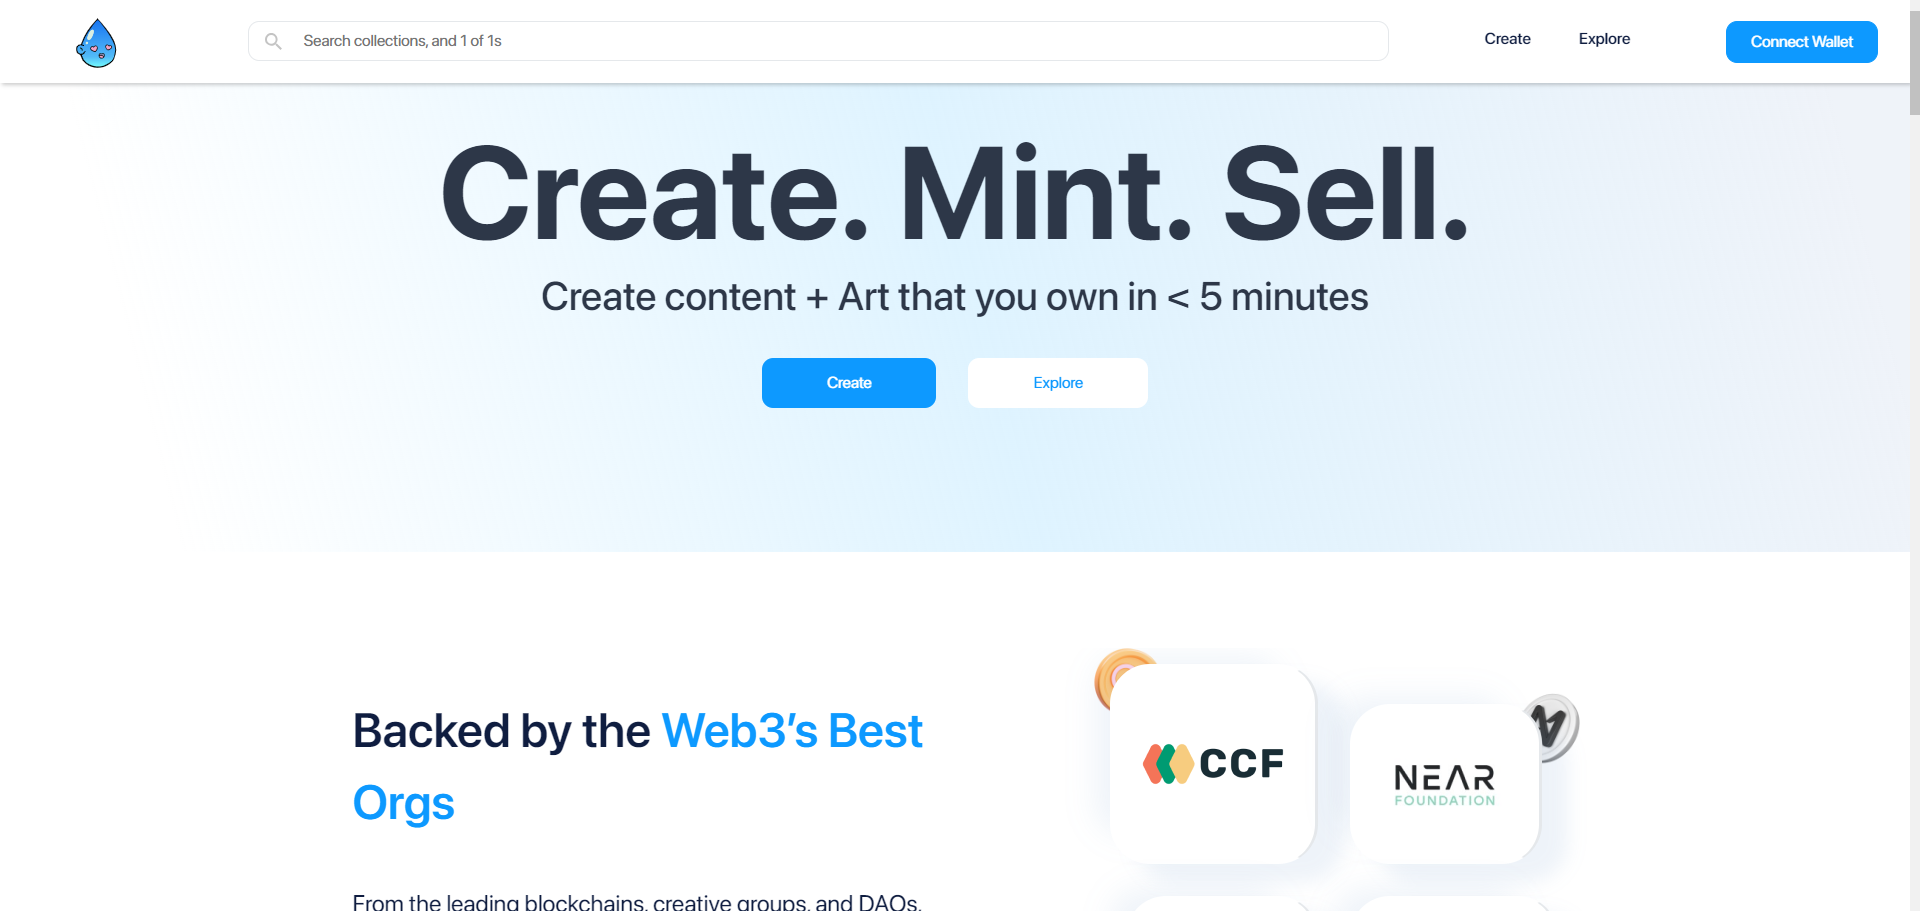 Search collections, and 1 of 1s
Create
Explore
Connect Wallet
Create. Mint. Sell.
Create content + Art that you own in < 5 minutes
Create
Explore
Backed by the Web3’s Best
Orgs
From the leading blockchains, creative groups, and DAOs.
CCF
NEAR
FOUNDATION